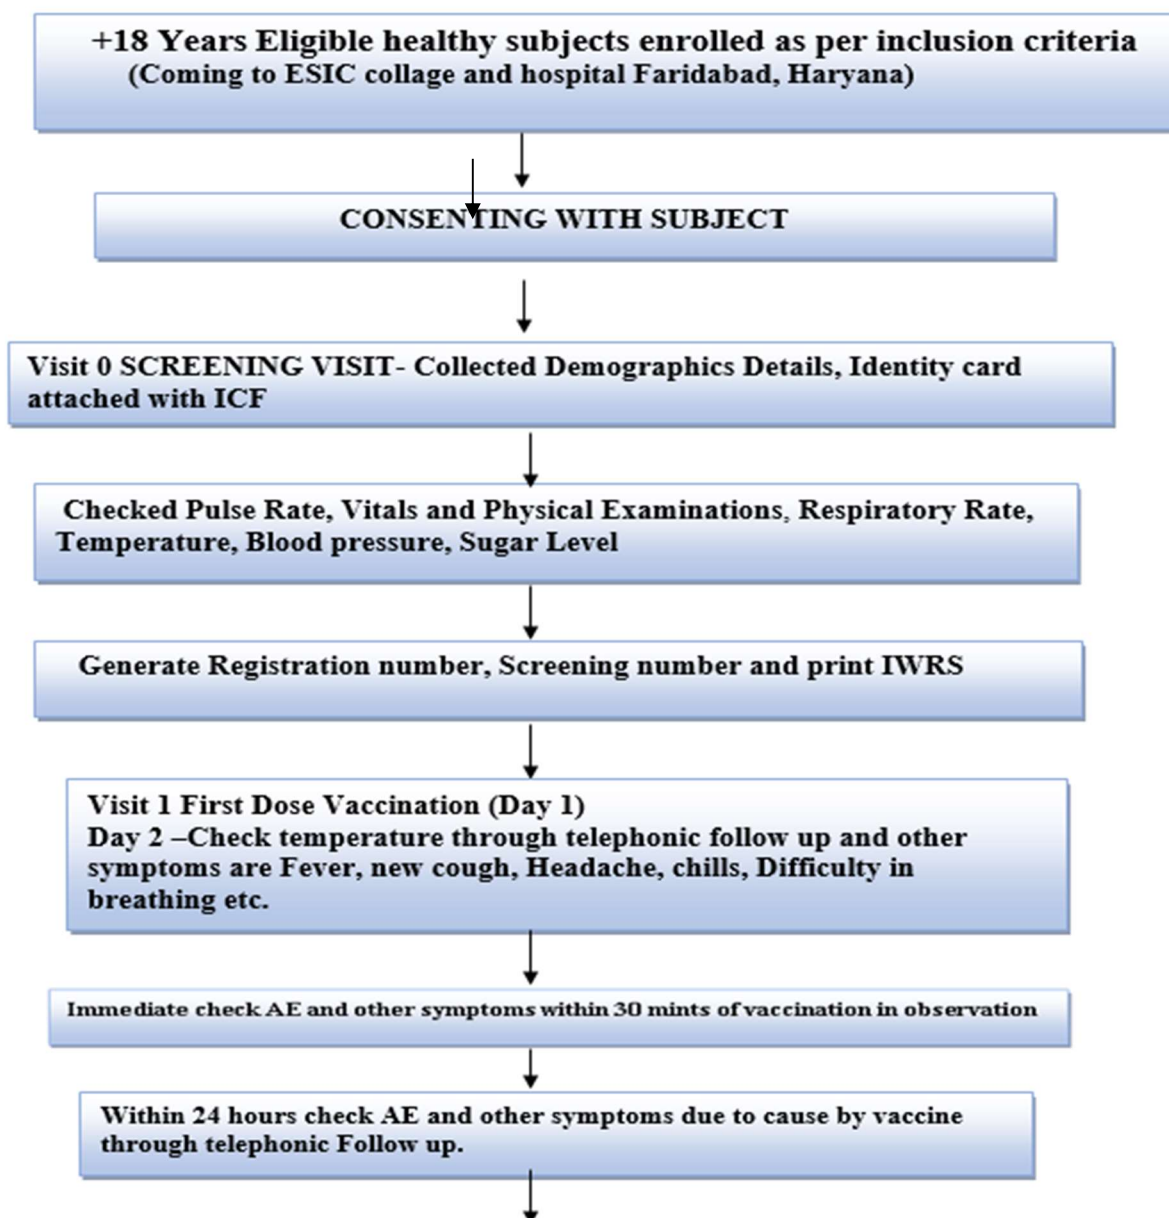 +18 Years Eligible healthy subjects enrolled as per inclusion criteria
(Coming to ESIC collage and hospital Faridabad, Haryana)
CONSENTING WITH SUBJECT
Visit 0 SCREENING VISIT- Collected Demographics Details, Identity card
attached with ICF
Checked Pulse Rate, Vitals and Physical Examinations, Respiratory Rate,
Temperature, Blood pressure, Sugar Level
Generate Registration number, Screening number and print IWRS
Visit 1 First Dose Vaccination (Day 1)
Day 2 –Check temperature through telephonic follow up and other
symptoms are Fever, new cough, Headache, chills, Difficulty in
breathing etc.
Immediate check AE and other symptoms within 30 mints of vaccination in observation
Within 24 hours check AE and other symptoms due to cause by vaccine
through telephonic Follow up.